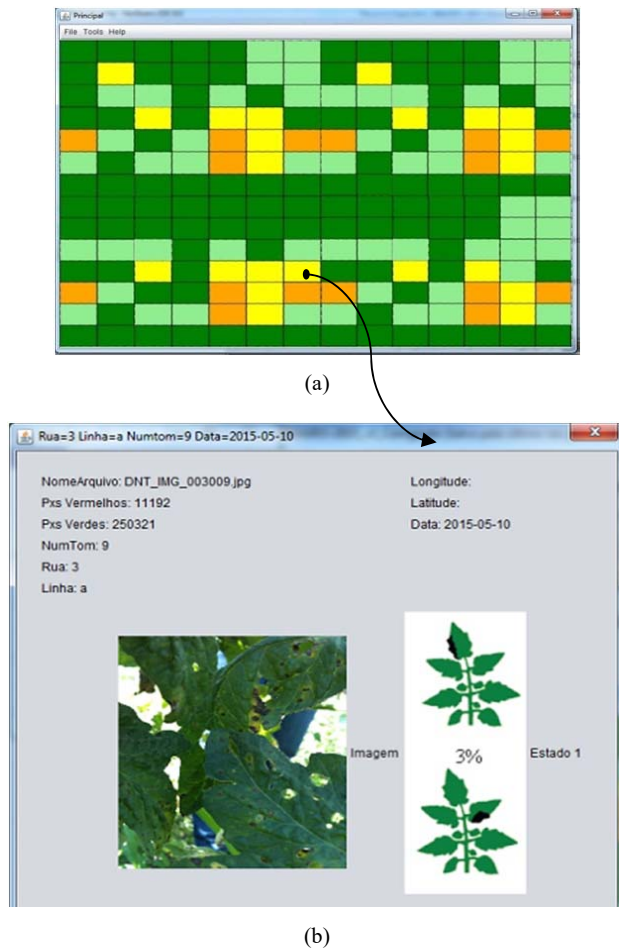 Principal
File Tools Help
(a)
Rua=3 Linha=a Numtom=9 Data=2015-05-10
NomeArquivo: DNT_IMG_003009.jpg
Longitude:
Pxs Vermelhos: 11192
Latitude:
Pxs Verdes: 250321
Data: 2015-05-10
NumTom: 9
Rua: 3
Linha: a
Imagem
3%
Estado 1
(b)